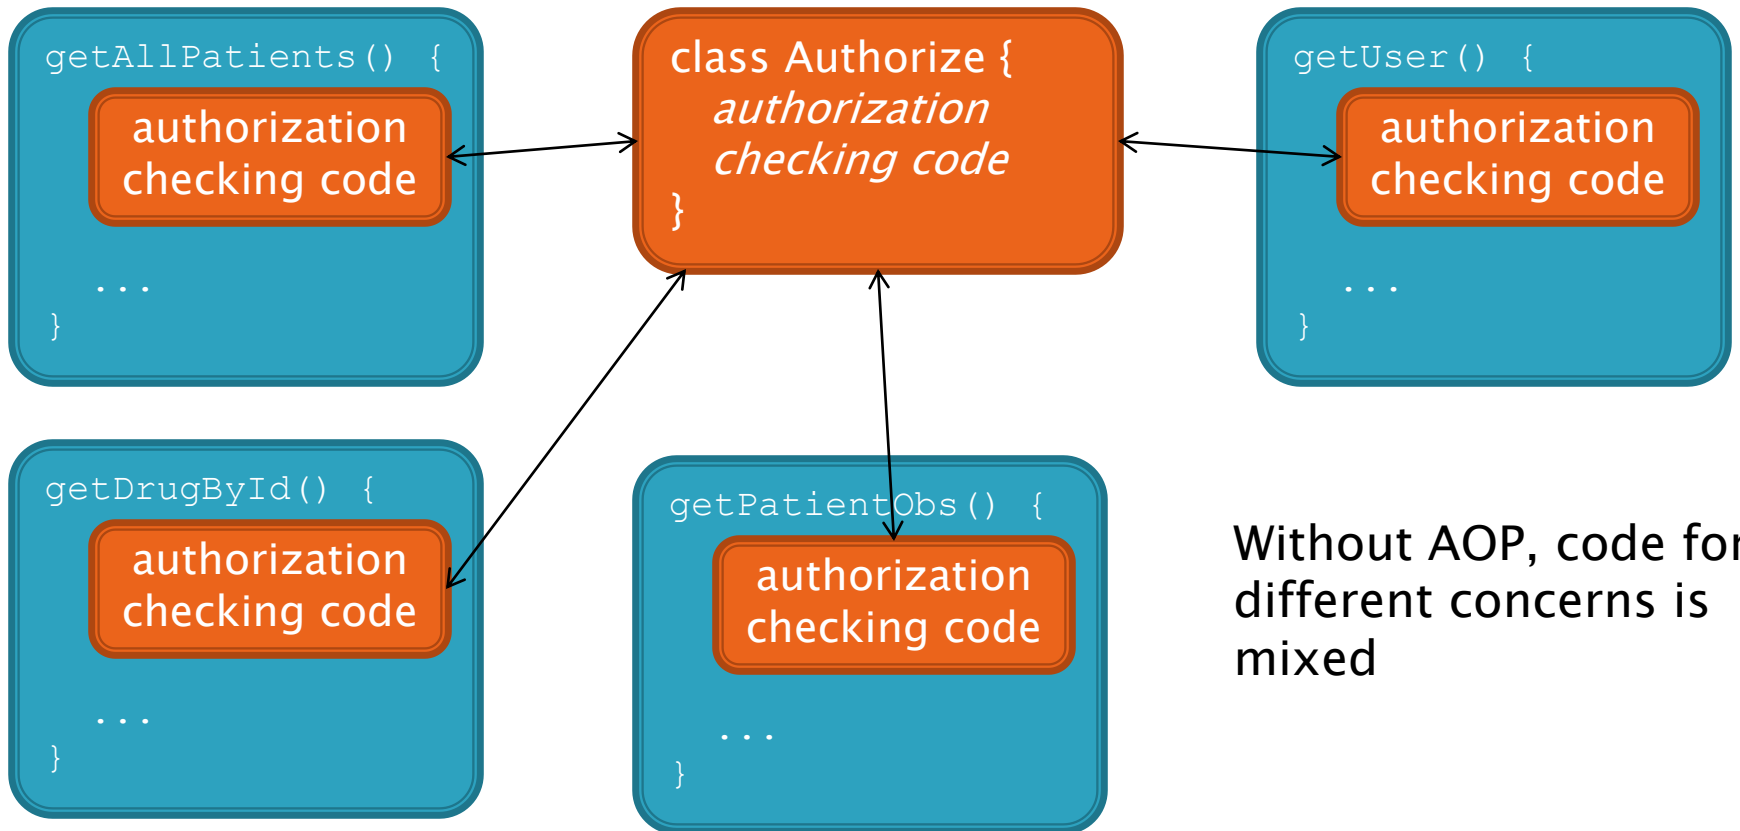 getAllPatients() {
authorization
checking code
...
}
class Authorize {
authorization
checking code
}
getUser() {
authorization
checking code
...
}
getDrugById() {
authorization
checking code
...
}
getPatientObs() {
authorization
checking code
...
}
Without AOP, code for
different concerns is
mixed